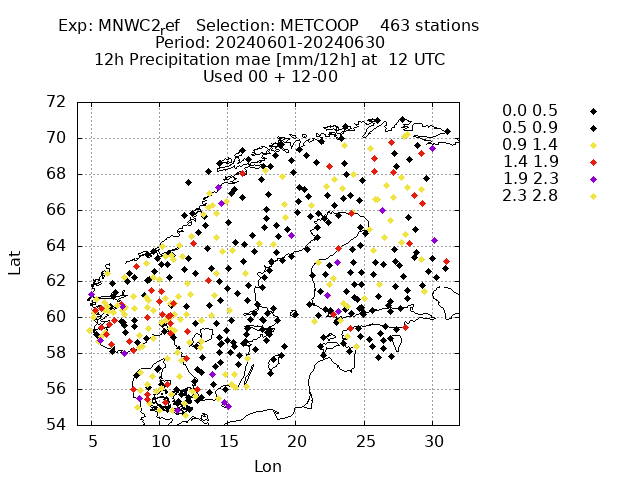 Exp: MNWC2ref Selection: METCOOP 463 stations
Period: 20240601-20240630
12h Precipitation mae [mm/12h] at 12 UTC
Used 00 + 12-00
72
70
68
66
64
62
60
58
56
54
5 10 15 20 25 30
Lat
Lon
0.0 0.5
0.5 0.9
0.9 1.4
1.4 1.9
1.9 2.3
2.3 2.8